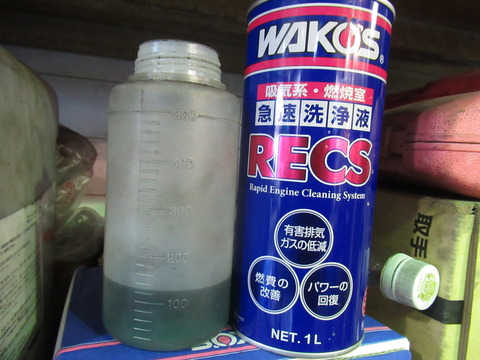 WAKO'S
吸気系・燃焼室
急速洗浄液
RECS
Rapid Engine Cleaning System
有害排気
ガスの低減
燃費の
改善
パワーの
回復
NET. 1L
500
400
300
200
100
取手